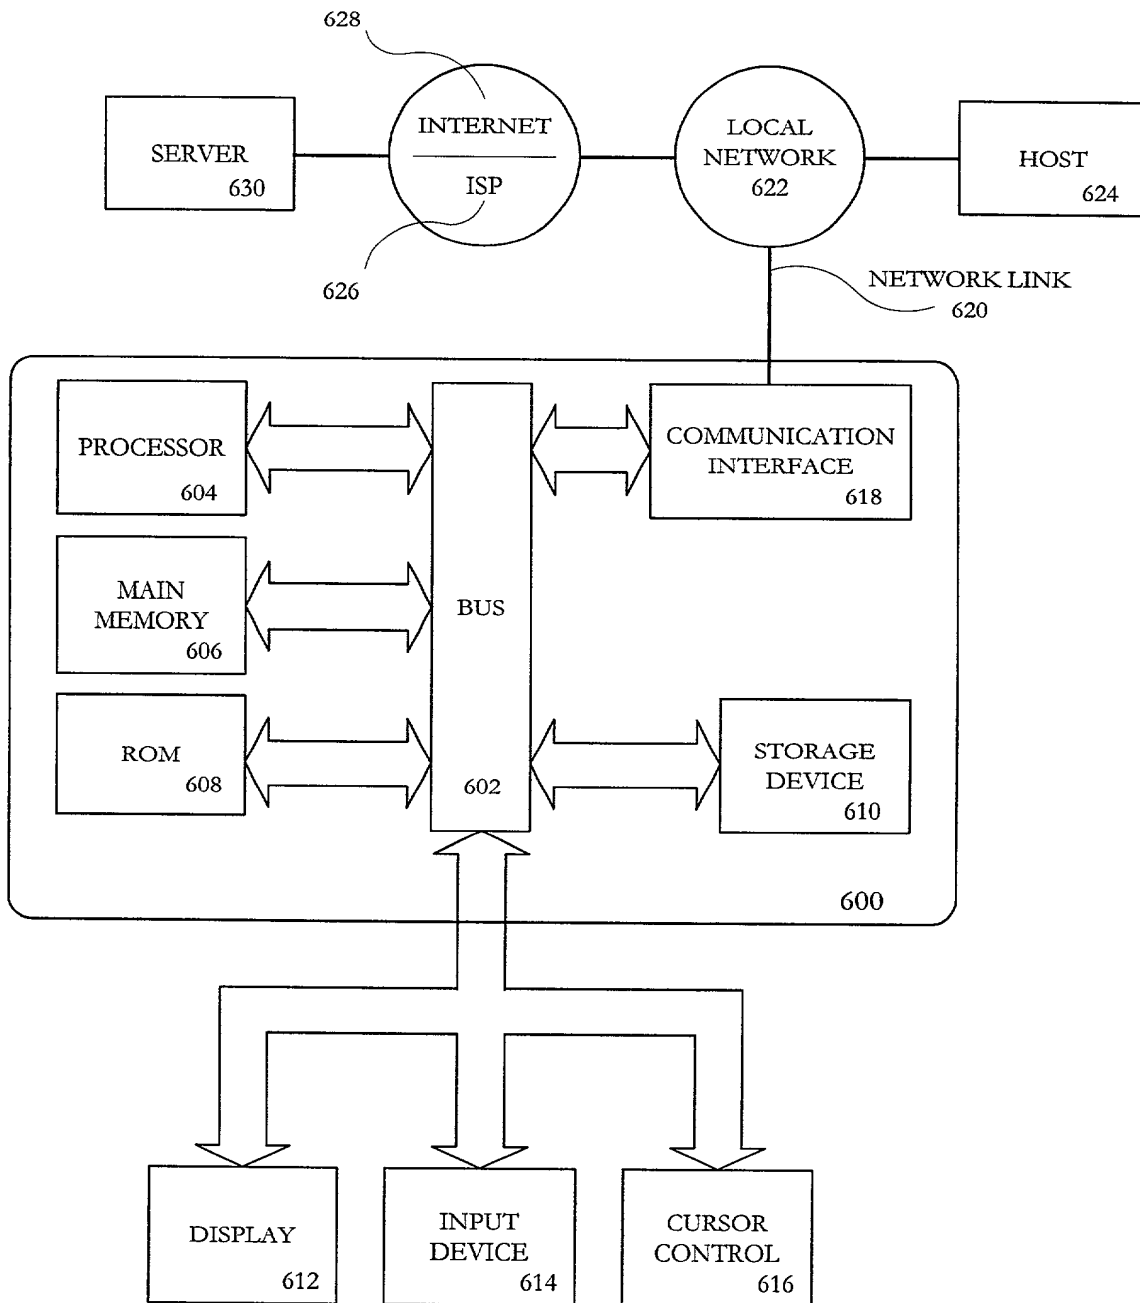 628
SERVER
630
INTERNET
ISP
626
LOCAL
NETWORK
622
HOST
624
NETWORK LINK
620
PROCESSOR
604
MAIN
MEMORY
606
ROM
608
BUS
602
COMMUNICATION
INTERFACE
618
STORAGE
DEVICE
610
600
DISPLAY
612
INPUT
DEVICE
614
CURSOR
CONTROL
616